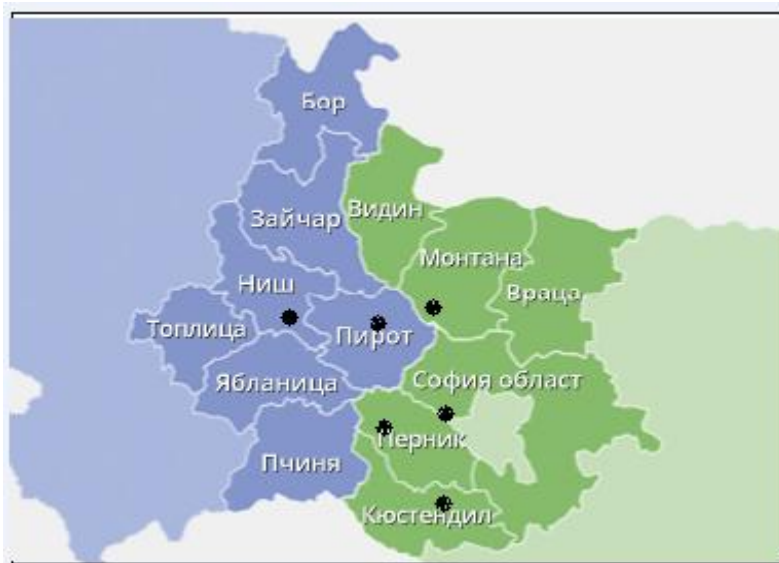 Бор
Видин
Зайчар
Монтана
Ниш
Враца
Топлица
Пирот
Ябланица
София област
Перник
Пчиня
Кюстендил